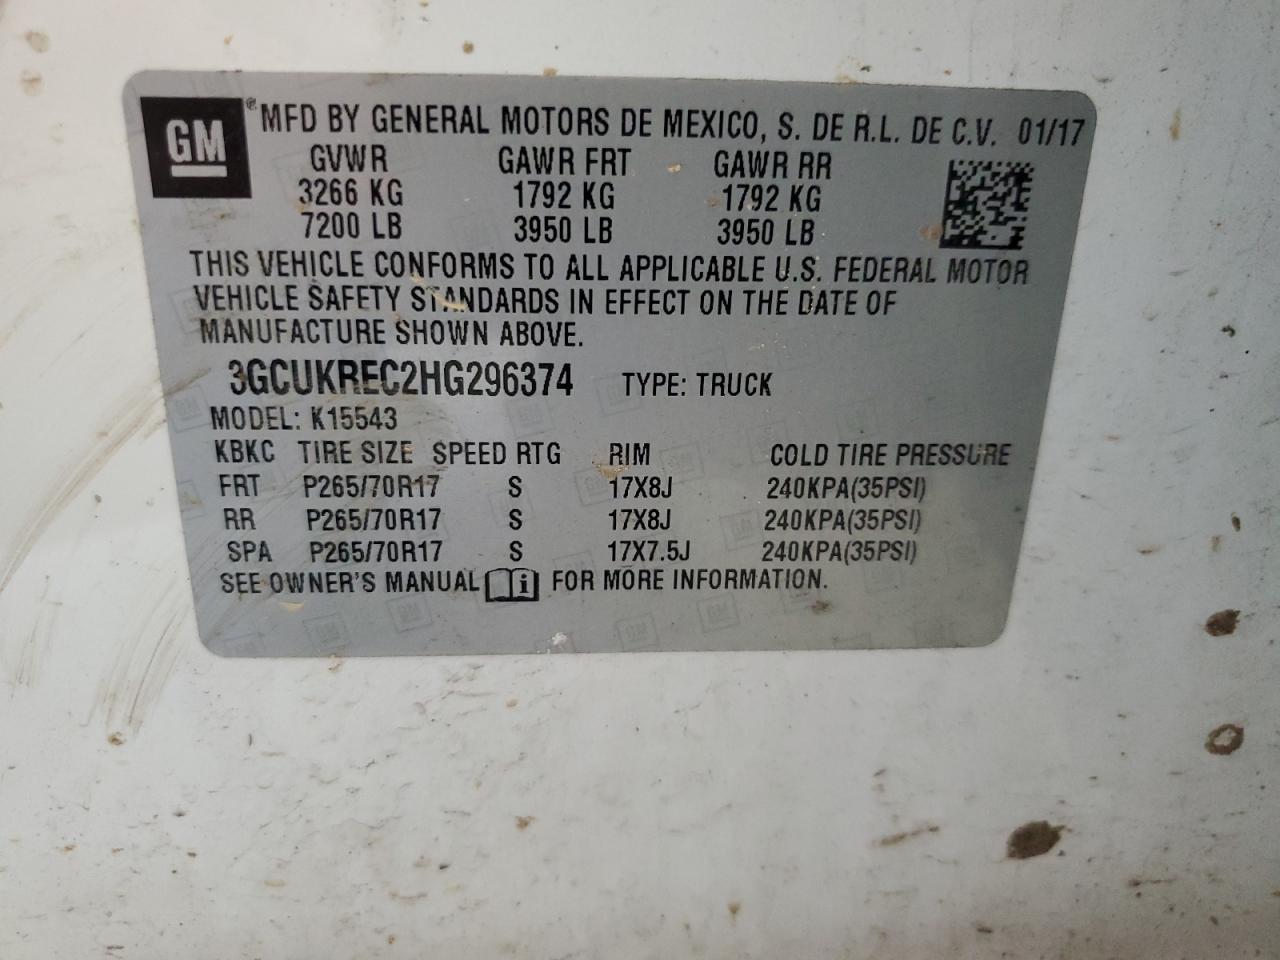 GM ® MFD BY GENERAL MOTORS DE MEXICO, S. DE R.L. DE C.V. 01/17
GVWR GAWR FRT GAWR RR
3266 KG 1792 KG 1792 KG
7200 LB 3950 LB 3950 LB
THIS VEHICLE CONFORMS TO ALL APPLICABLE U.S. FEDERAL MOTOR
VEHICLE SAFETY STANDARDS IN EFFECT ON THE DATE OF
MANUFACTURE SHOWN ABOVE.
3GCUKREC2HG296374 TYPE: TRUCK
MODEL: K15543
KBKC TIRE SIZE SPEED RTG RIM COLD TIRE PRESSURE
FRT P265/70R17 S 17X8J 240KPA(35PSI)
RR P265/70R17 S 17X8J 240KPA(35PSI)
SPA P265/70R17 S 17X7.5J 240KPA(35PSI)
SEE OWNER'S MANUAL i FOR MORE INFORMATION.